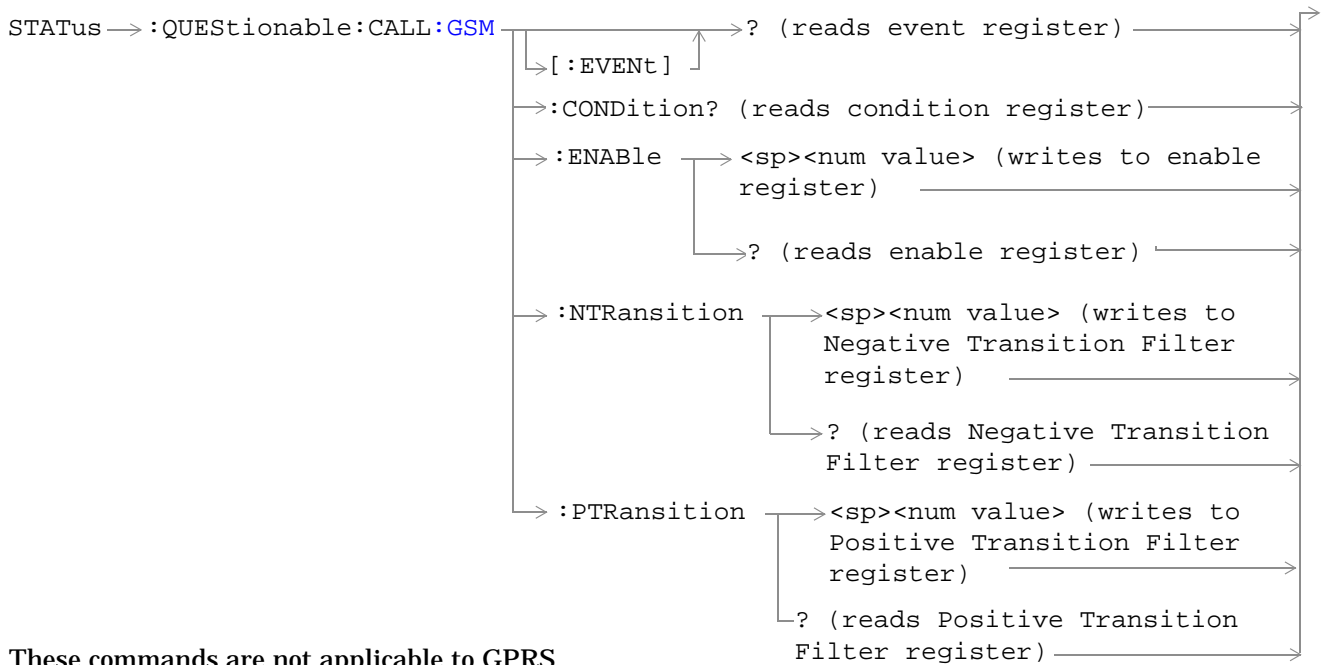 STATus :QUEStionable:CALL:GSM ? (reads event register)
[:EVENt]
:CONDition? (reads condition register)
:ENABle <sp><num value> (writes to enable
register)
? (reads enable register)
:NTRansition <sp><num value> (writes to
Negative Transition Filter
register)
? (reads Negative Transition
Filter register)
:PTRansition <sp><num value> (writes to
Positive Transition Filter
register)
? (reads Positive Transition
Filter register)
These commands are not applicable to GPRS